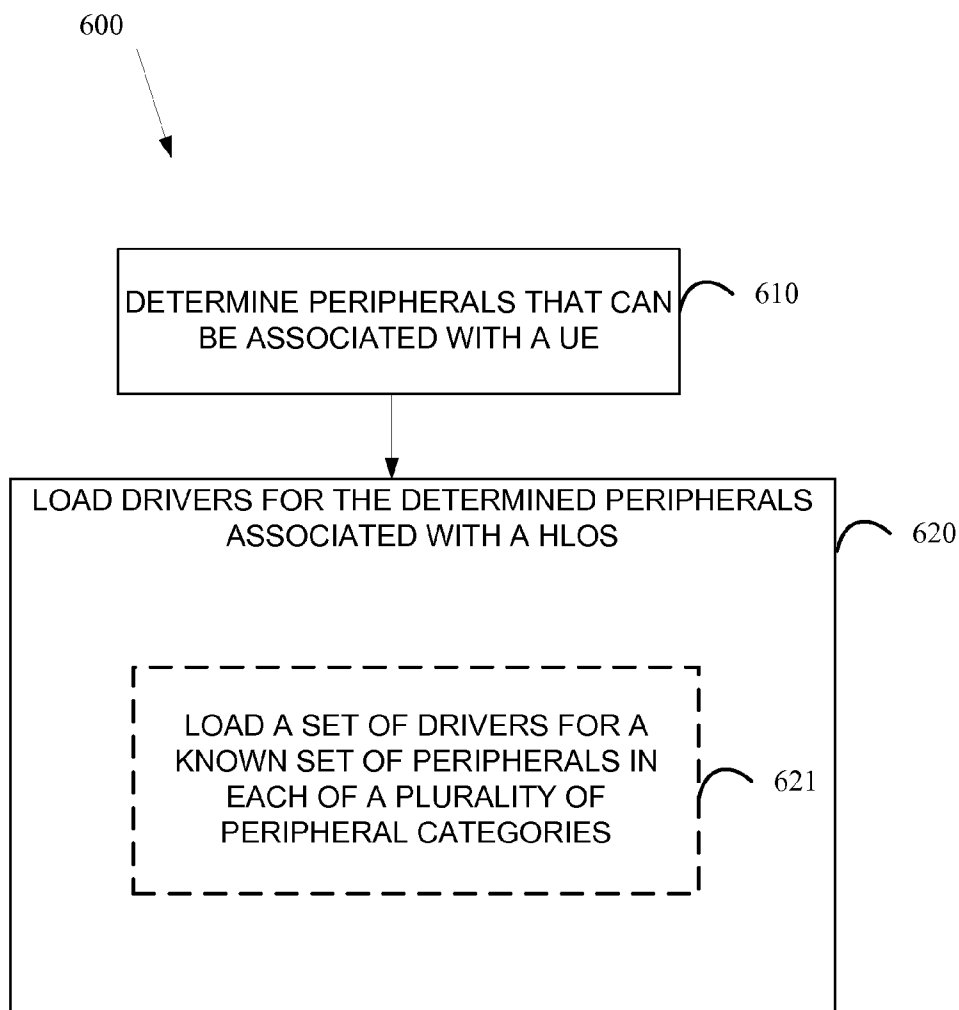 600
DETERMINE PERIPHERALS THAT CAN
BE ASSOCIATED WITH A UE
610
LOAD DRIVERS FOR THE DETERMINED PERIPHERALS
ASSOCIATED WITH A HLOS
620
LOAD A SET OF DRIVERS FOR A
KNOWN SET OF PERIPHERALS IN
EACH OF A PLURALITY OF
PERIPHERAL CATEGORIES
621